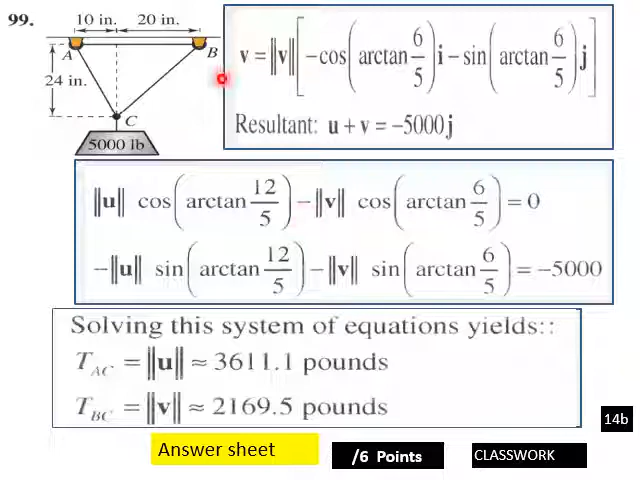 99.
10 in. 20 in.
A B
24 in.
C
5000 lb
v = ‖v‖[−cos(arctan 6/5)i − sin(arctan 6/5)j]
Resultant: u + v = −5000j
‖u‖ cos(arctan 12/5) − ‖v‖ cos(arctan 6/5) = 0
−‖u‖ sin(arctan 12/5) − ‖v‖ sin(arctan 6/5) = −5000
Solving this system of equations yields::
T_AC = ‖u‖ ≈ 3611.1 pounds
T_BC = ‖v‖ ≈ 2169.5 pounds
14b
Answer sheet
/6 Points
CLASSWORK